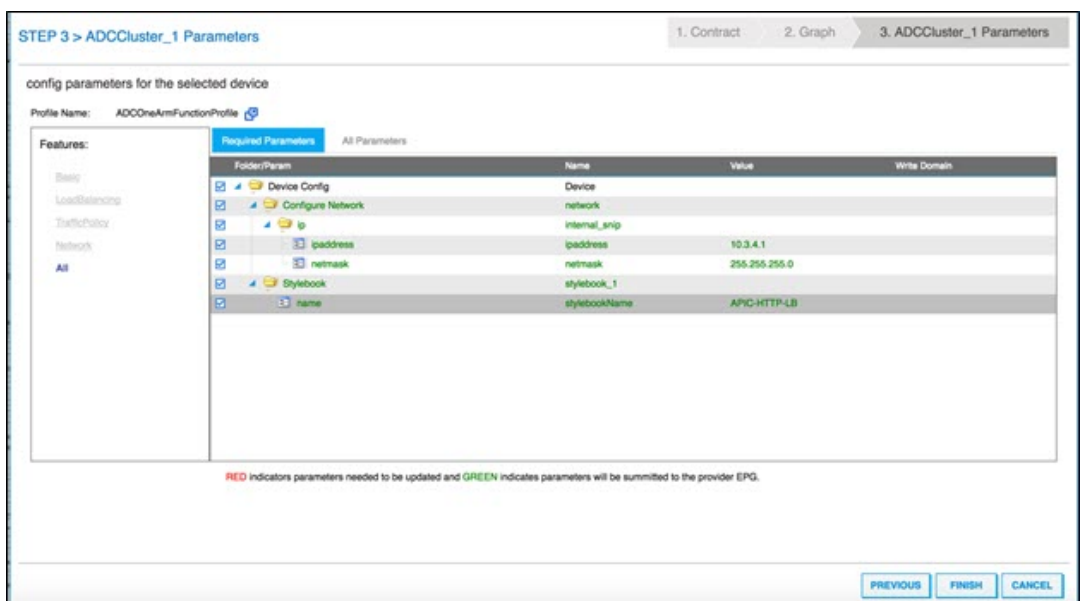 STEP 3 > ADCCluster_1 Parameters
1. Contract 2. Graph 3. ADCCluster_1 Parameters
config parameters for the selected device
Profile Name: ADCOneArmFunctionProfile
Features:
Basic
LoadBalancing
TrafficPolicy
Network
All
Required Parameters All Parameters
Folder/Param Name Value Write Domain
Device Config Device
Configure Network network
ip internal_snip
ipaddress ipaddress 10.3.4.1
netmask netmask 255.255.255.0
Stylebook stylebook_1
name stylebookName APIC-HTTP-LB
RED indicators parameters needed to be updated and GREEN indicates parameters will be summitted to the provider EPG.
PREVIOUS FINISH CANCEL